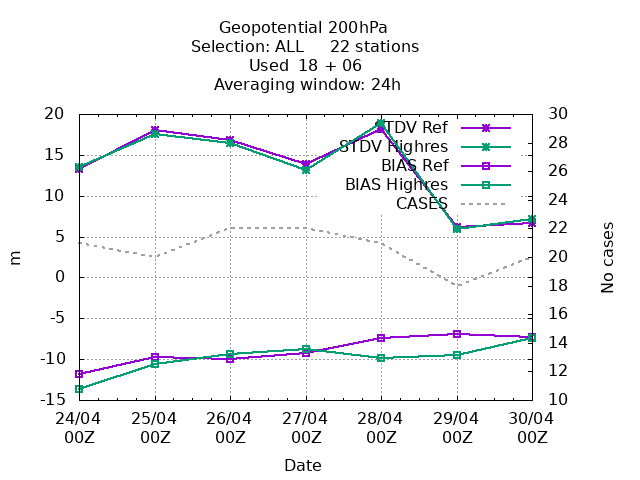 Geopotential 200hPa
Selection: ALL 22 stations
Used 18 + 06
Averaging window: 24h
20
15
10
5
0
-5
-10
-15
m
30
28
26
24
22
20
18
16
14
12
10
No cases
STDV Ref
STDV Highres
BIAS Ref
BIAS Highres
CASES
24/04 25/04 26/04 27/04 28/04 29/04 30/04
00Z 00Z 00Z 00Z 00Z 00Z 00Z
Date